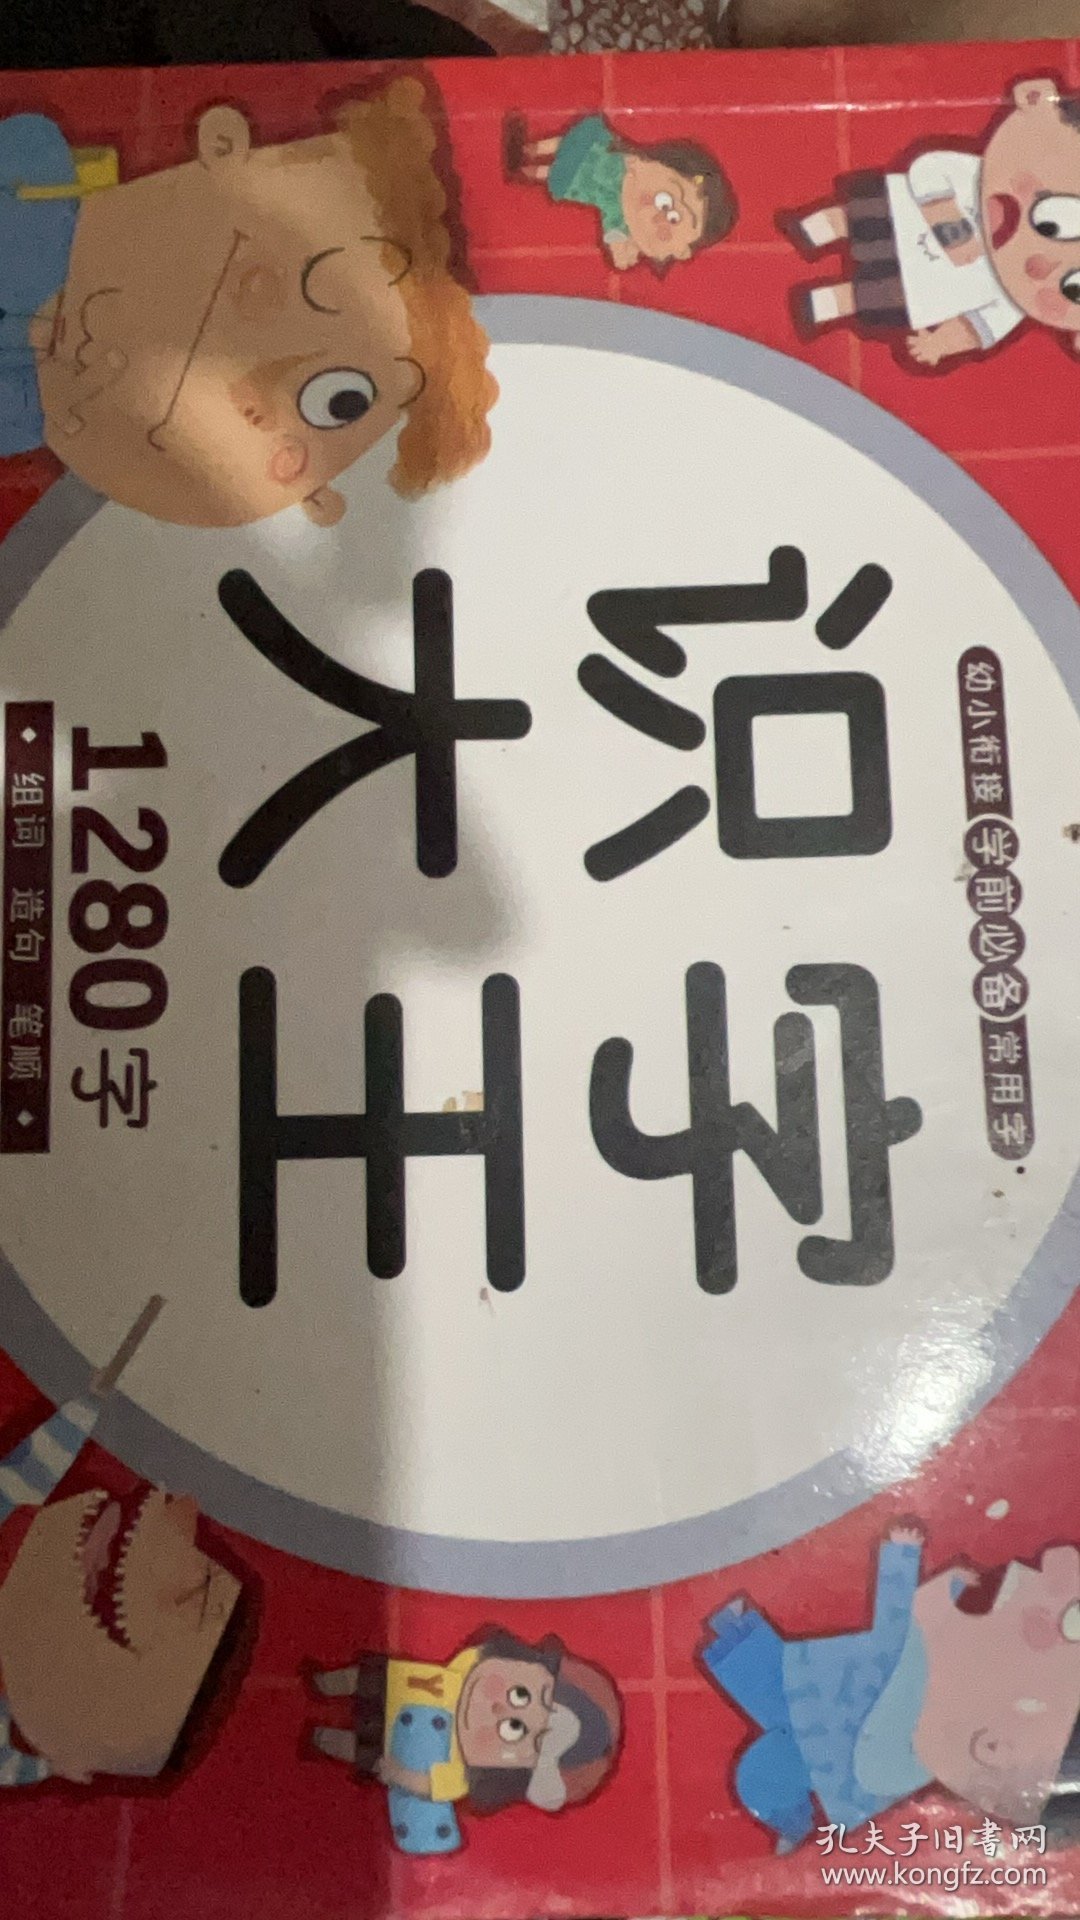 幼小衔接 学前必备 常用字
识字
大王
1280字
组词 造句 笔顺
Y
孔夫子旧書网
www.kongfz.com